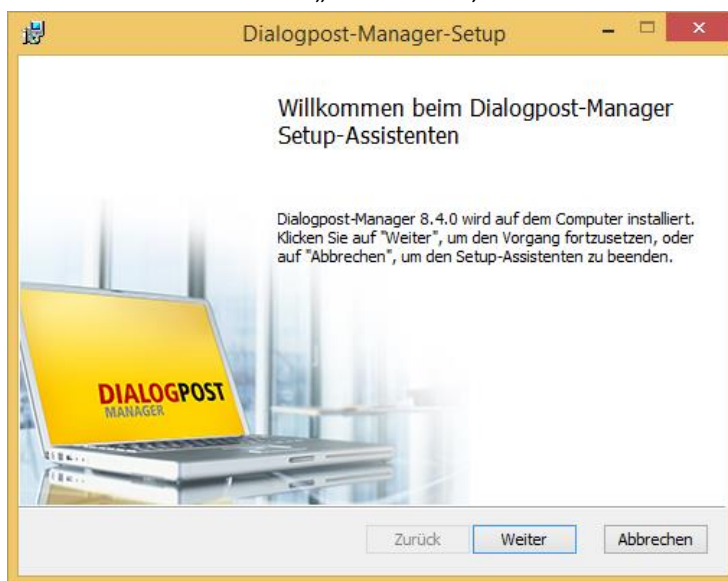 „
Dialogpost-Manager-Setup
Willkommen beim Dialogpost-Manager
Setup-Assistenten
Dialogpost-Manager 8.4.0 wird auf dem Computer installiert.
Klicken Sie auf "Weiter", um den Vorgang fortzusetzen, oder
auf "Abbrechen", um den Setup-Assistenten zu beenden.
DIALOGPOST
MANAGER
Zurück Weiter Abbrechen